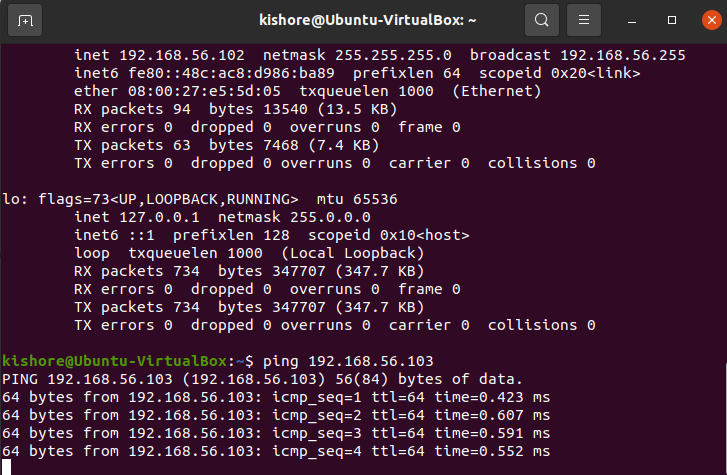 kishore@Ubuntu-VirtualBox: ~
inet 192.168.56.102  netmask 255.255.255.0  broadcast 192.168.56.255
inet6 fe80::48c:ac8:d986:ba89  prefixlen 64  scopeid 0x20<link>
ether 08:00:27:e5:5d:05  txqueuelen 1000  (Ethernet)
RX packets 94  bytes 13540 (13.5 KB)
RX errors 0  dropped 0  overruns 0  frame 0
TX packets 63  bytes 7468 (7.4 KB)
TX errors 0  dropped 0 overruns 0  carrier 0  collisions 0
lo: flags=73<UP,LOOPBACK,RUNNING>  mtu 65536
inet 127.0.0.1  netmask 255.0.0.0
inet6 ::1  prefixlen 128  scopeid 0x10<host>
loop  txqueuelen 1000  (Local Loopback)
RX packets 734  bytes 347707 (347.7 KB)
RX errors 0  dropped 0  overruns 0  frame 0
TX packets 734  bytes 347707 (347.7 KB)
TX errors 0  dropped 0 overruns 0  carrier 0  collisions 0
kishore@Ubuntu-VirtualBox:~$ ping 192.168.56.103
PING 192.168.56.103 (192.168.56.103) 56(84) bytes of data.
64 bytes from 192.168.56.103: icmp_seq=1 ttl=64 time=0.423 ms
64 bytes from 192.168.56.103: icmp_seq=2 ttl=64 time=0.607 ms
64 bytes from 192.168.56.103: icmp_seq=3 ttl=64 time=0.591 ms
64 bytes from 192.168.56.103: icmp_seq=4 ttl=64 time=0.552 ms